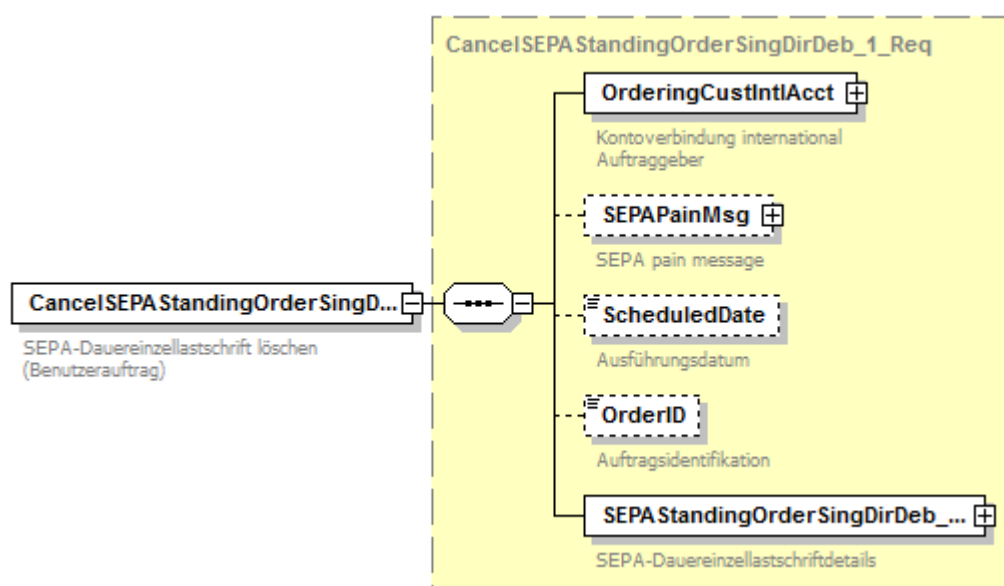 CancelSEPAStandingOrderSingDirDeb_1_Req
OrderingCustIntlAcct
Kontoverbindung international
Auftraggeber
SEPAPainMsg
SEPA pain message
CancelSEPAStandingOrderSingD...
SEPA-Dauereinzellastschrift löschen
(Benutzerauftrag)
ScheduledDate
Ausführungsdatum
OrderID
Auftragsidentifikation
SEPAStandingOrderSingDirDeb_...
SEPA-Dauereinzellastschriftdetails